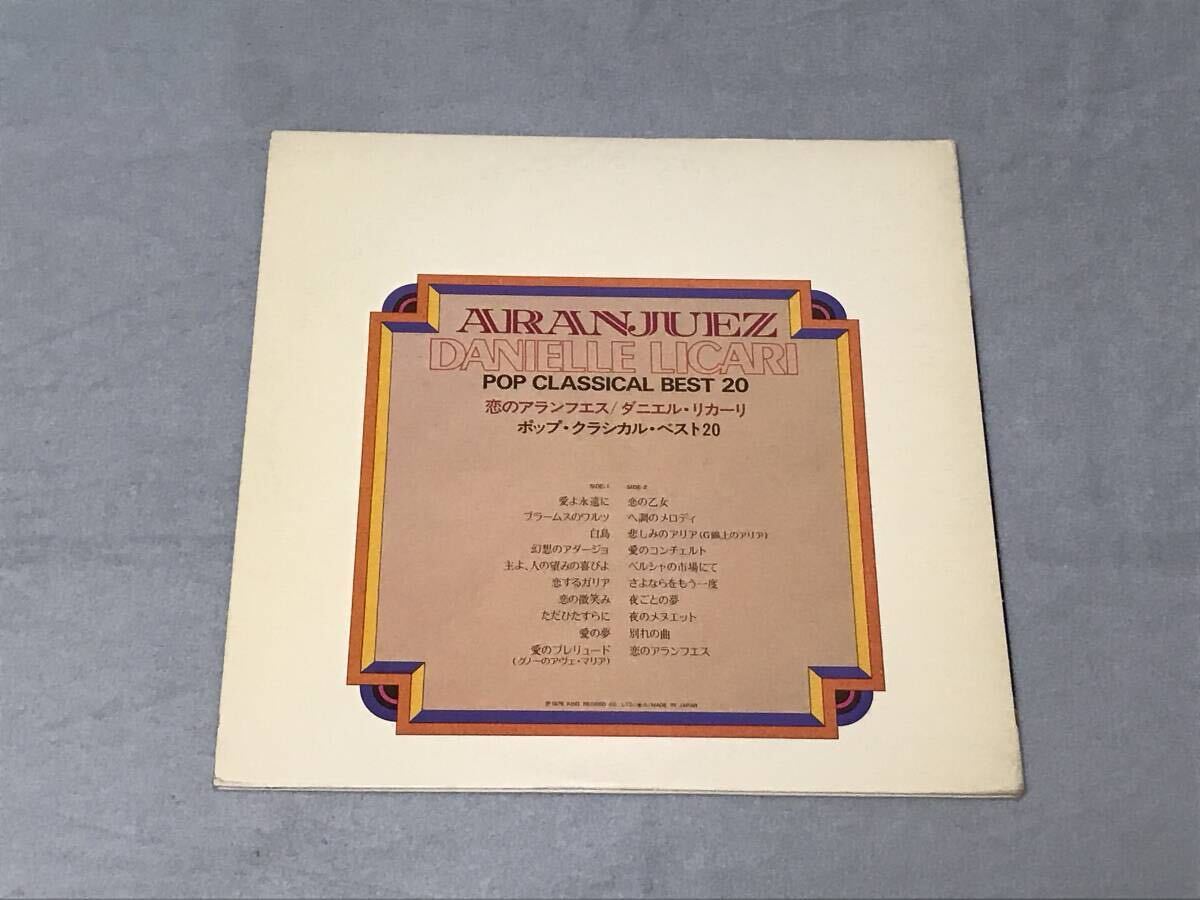 ARANJUEZ
DANIELLE LICARI
POP CLASSICAL BEST 20
恋のアランフエス/ダニエル・リカーリ
ポップ・クラシカル・ベスト20
SIDE-1 SIDE-2
愛よ永遠に 恋の乙女
ブラームスのワルツ ヘ調のメロディ
白鳥 悲しみのアリア(G線上のアリア)
幻想のアダージョ 愛のコンチェルト
主よ、人の望みの喜びよ ペルシャの市場にて
恋するガリア さよならをもう一度
恋の微笑み 夜ごとの夢
ただひたすらに 夜のメヌエット
愛の夢 別れの曲
愛のプレリュード 恋のアランフエス
(グノーのアヴェ・マリア)
KING RECORD CO. LTD. MADE IN JAPAN